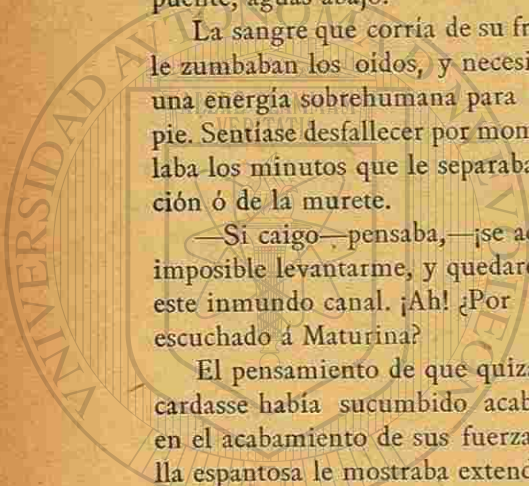 puente, aguas abajo.
La sangre que corría de su fr
le zumbaban los oídos, y necesi
una energía sobrehumana para
pie. Sentíase desfallecer por mon
laba los minutos que le separaba
ción ó de la murete.
—Si caigo—pensaba,—¡se a
imposible levantarme, y quedar
este inmundo canal. ¡Ah! ¿Por
escuchado á Maturina?
El pensamiento de que quiz
cardasse había sucumbido acab
en el acabamiento de sus fuerza
lla espantosa le mostraba extend